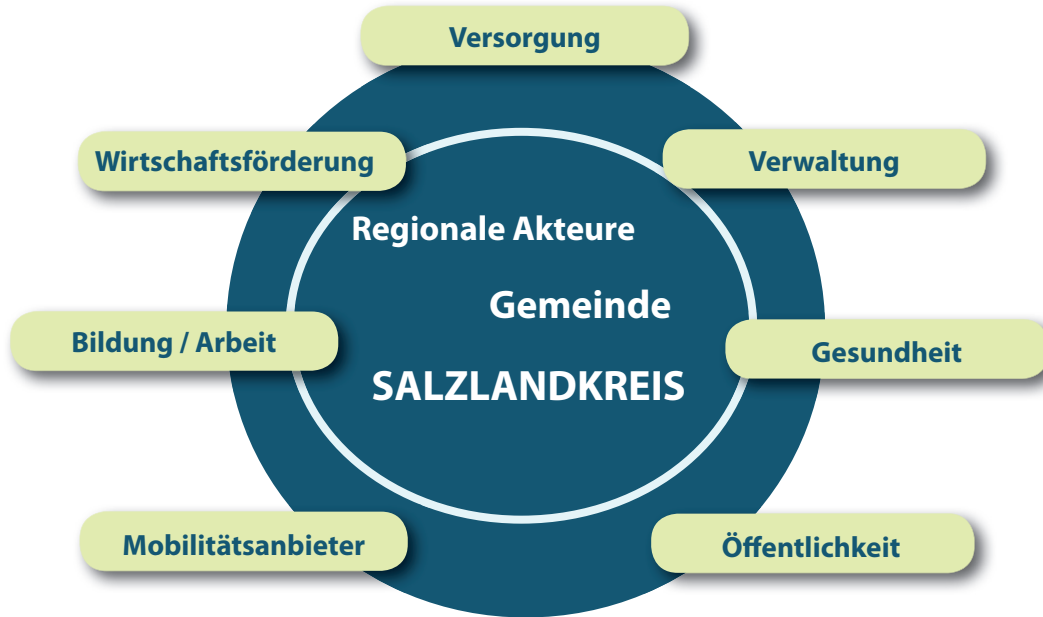 Versorgung
Wirtschaftsförderung
Verwaltung
Regionale Akteure
Gemeinde
SALZLANDKREIS
Bildung / Arbeit
Gesundheit
Mobilitätsanbieter
Öffentlichkeit